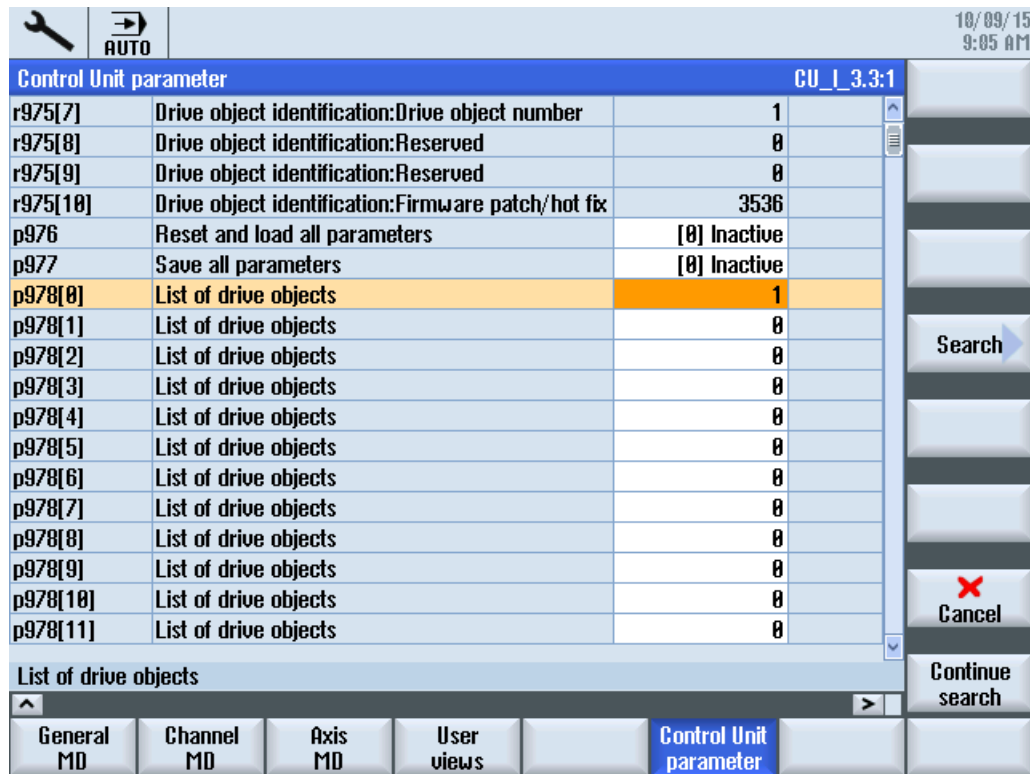 AUTO
10/09/15
9:05 AM
Control Unit parameter CU_I_3.3:1
r975[7] Drive object identification:Drive object number 1
r975[8] Drive object identification:Reserved 0
r975[9] Drive object identification:Reserved 0
r975[10] Drive object identification:Firmware patch/hot fix 3536
p976 Reset and load all parameters [0] Inactive
p977 Save all parameters [0] Inactive
p978[0] List of drive objects 1
p978[1] List of drive objects 0
p978[2] List of drive objects 0
p978[3] List of drive objects 0
p978[4] List of drive objects 0
p978[5] List of drive objects 0
p978[6] List of drive objects 0
p978[7] List of drive objects 0
p978[8] List of drive objects 0
p978[9] List of drive objects 0
p978[10] List of drive objects 0
p978[11] List of drive objects 0
List of drive objects
Search
Cancel
Continue
search
General
MD
Channel
MD
Axis
MD
User
views
Control Unit
parameter